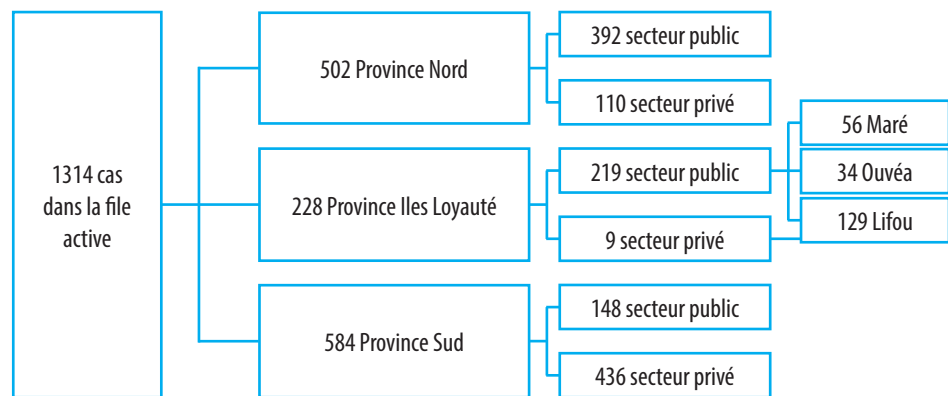 1314 cas
dans la file
active
502 Province Nord
392 secteur public
110 secteur privé
228 Province Iles Loyauté
219 secteur public
9 secteur privé
56 Maré
34 Ouvéa
129 Lifou
584 Province Sud
148 secteur public
436 secteur privé